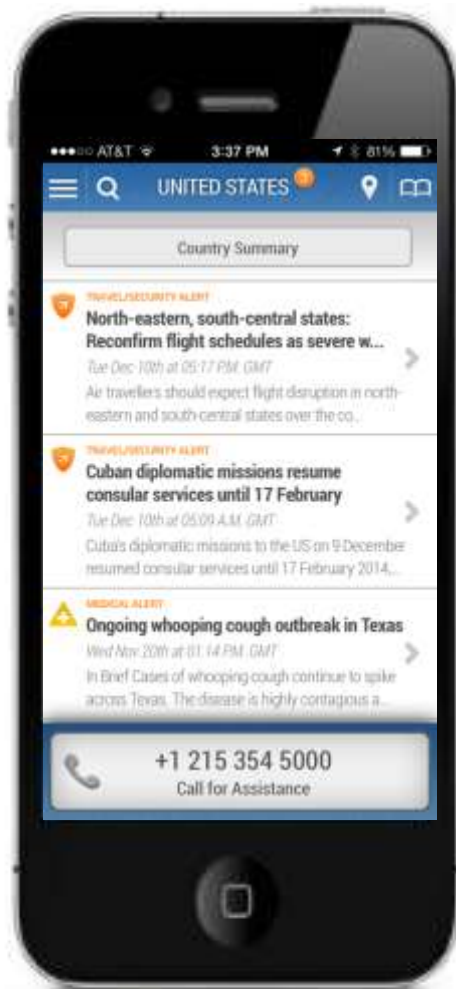 AT&T 3:37 PM 81%
UNITED STATES 3
Country Summary
TRAVEL/SECURITY ALERT
North-eastern, south-central states:
Reconfirm flight schedules as severe w...
Tue Dec 10th at 05:17 PM GMT
Air travellers should expect flight disruption in north-
eastern and south-central states over the co...
TRAVEL/SECURITY ALERT
Cuban diplomatic missions resume
consular services until 17 February
Tue Dec 10th at 05:09 A.M. GMT
Cuba's diplomatic missions to the US on 9 December
resumed consular services until 17 February 2014,...
MEDICAL ALERT
Ongoing whooping cough outbreak in Texas
Wed Nov 20th at 01:14 PM GMT
In Brief Cases of whooping cough continue to spike
across Texas. The disease is highly contagious a...
+1 215 354 5000
Call for Assistance